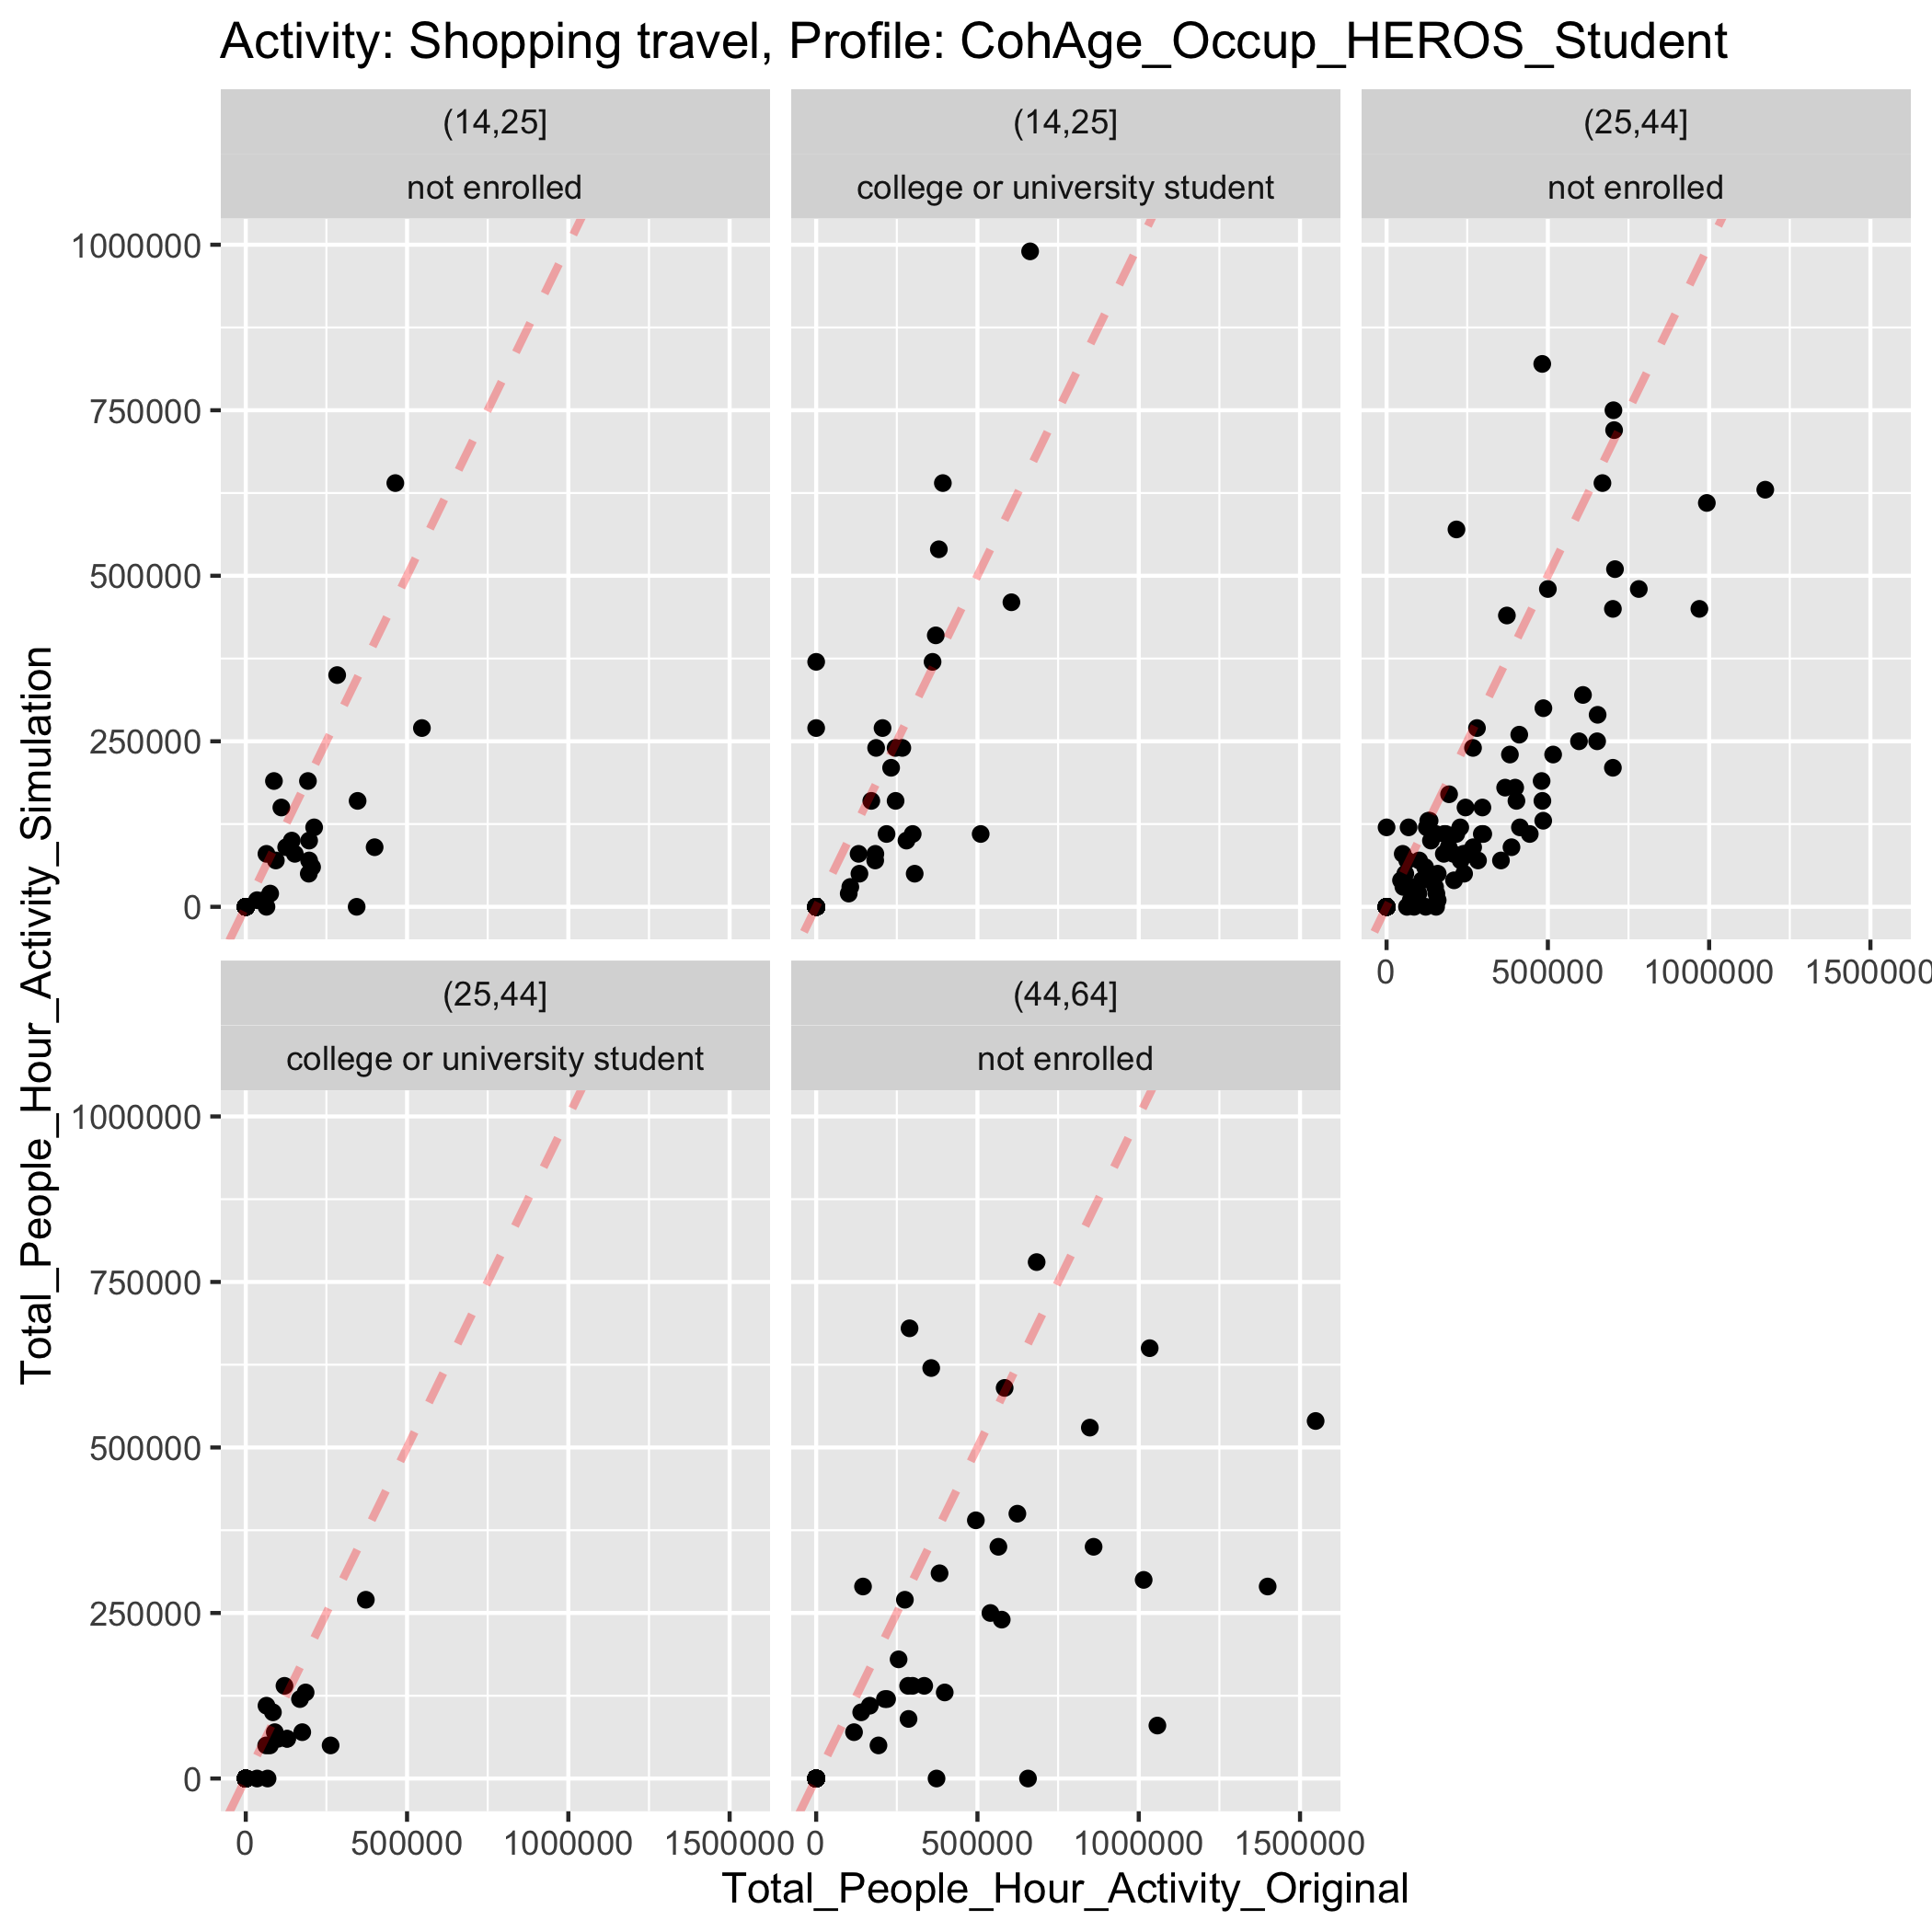 Activity: Shopping travel, Profile: CohAge_Occup_HEROS_Student
(14,25]
not enrolled
(14,25]
college or university student
(25,44]
not enrolled
1000000
750000
500000
250000
0
0 500000 1000000 1500000
(25,44]
college or university student
(44,64]
not enrolled
1000000
750000
500000
250000
0
0 500000 1000000 1500000
0 500000 1000000 1500000
Total_People_Hour_Activity_Simulation
Total_People_Hour_Activity_Original